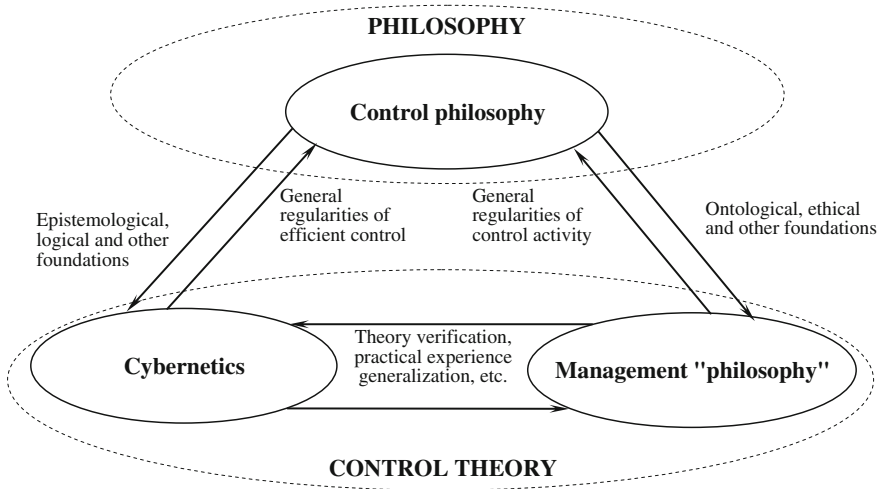 PHILOSOPHY
Control philosophy
General
regularities of
efficient control
General
regularities of
control activity
Epistemological,
logical and other
foundations
Ontological, ethical
and other foundations
Theory verification,
practical experience
generalization, etc.
Cybernetics
Management "philosophy"
CONTROL THEORY